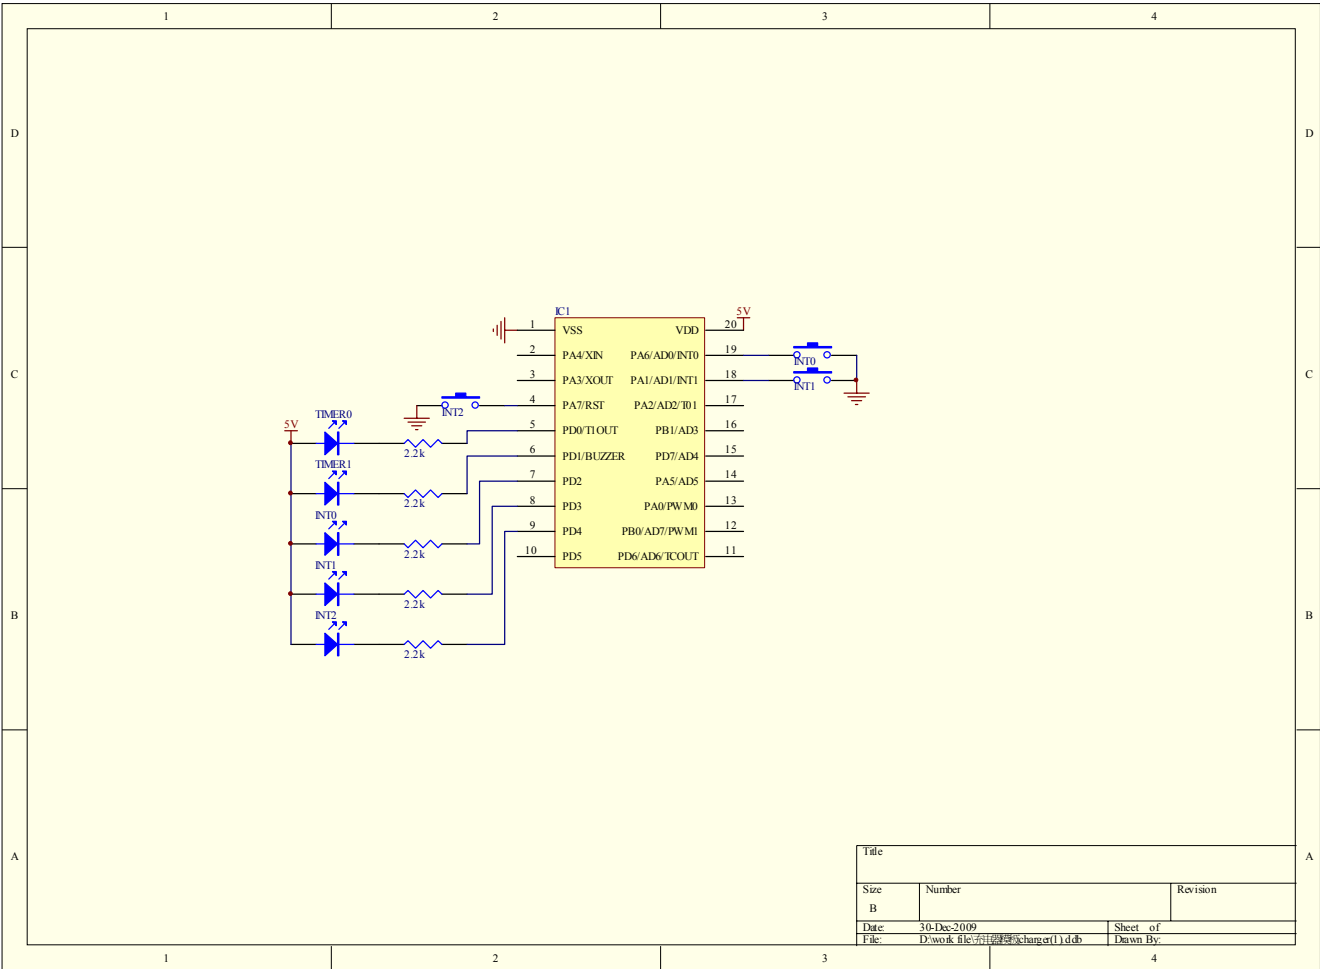 1 2 3 4
D D
C C
B B
A A
IC1
1 VSS VDD 20 5V
2 PA4/XIN PA6/AD0/INT0 19 INT0
3 PA3/XOUT PA1/AD1/INT1 18 INT1
4 PA7/RST PA2/AD2/T01 17
INT2
5 PD0/T1OUT PB1/AD3 16
6 PD1/BUZZER PD7/AD4 15
7 PD2 PA5/AD5 14
8 PD3 PA0/PWM0 13
9 PD4 PB0/AD7/PWM1 12
10 PD5 PD6/AD6/TCOUT 11
5V
TIMER0
2.2k
TIMER1
2.2k
INT0
2.2k
INT1
2.2k
INT2
2.2k
Title
Size Number Revision
B
Date: 30-Dec-2009 Sheet of
File: D:\work file\charger(1).ddb Drawn By:
1 2 3 4